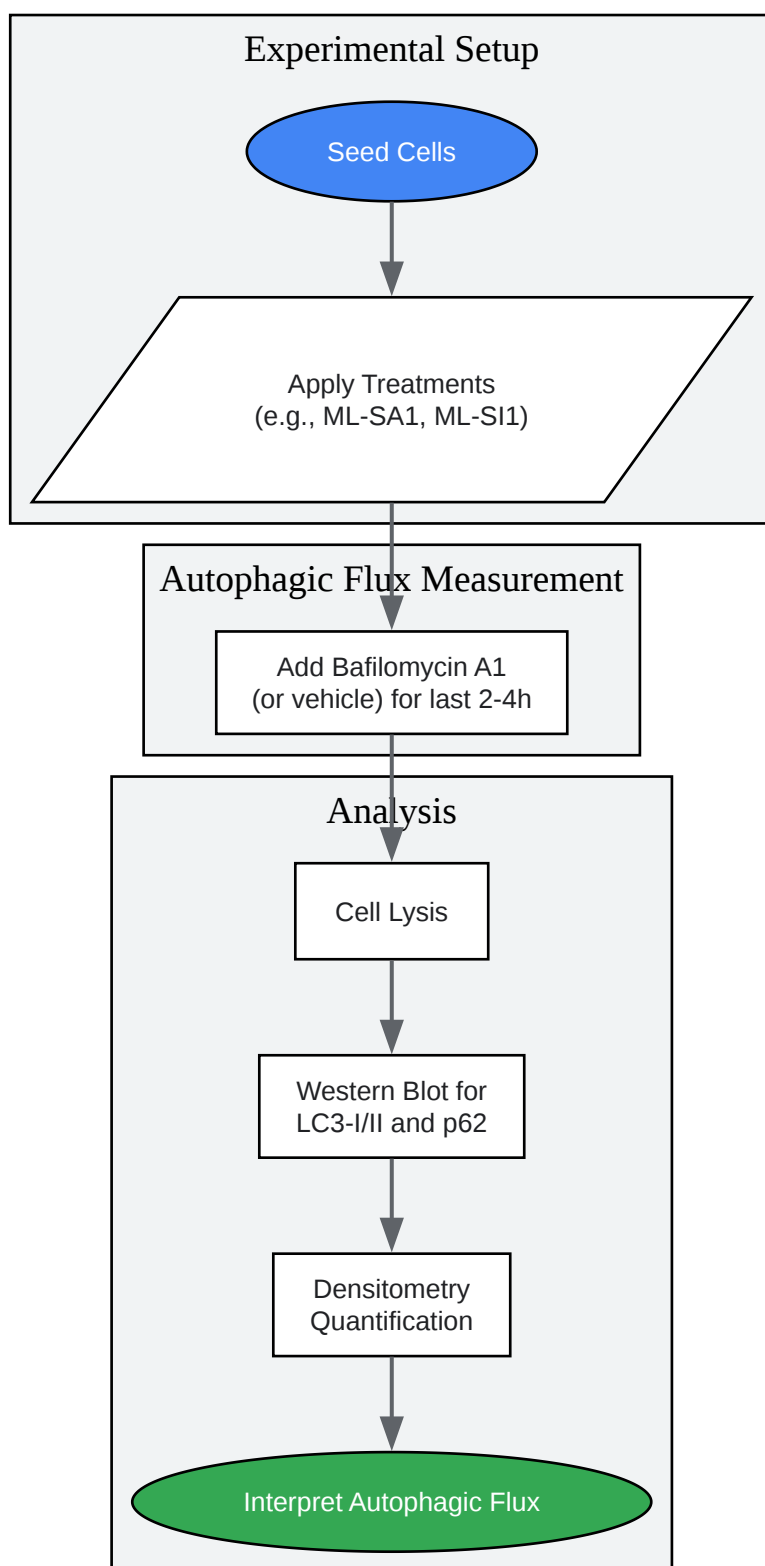 Experimental Setup
Seed Cells
Apply Treatments
(e.g., ML-SA1, ML-SI1)
Autophagic Flux Measurement
Add Bafilomycin A1
(or vehicle) for last 2-4h
Analysis
Cell Lysis
Western Blot for
LC3-I/II and p62
Densitometry
Quantification
Interpret Autophagic Flux